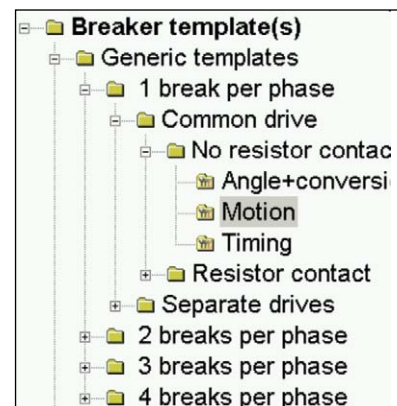 Breaker template(s)
Generic templates
1 break per phase
Common drive
No resistor contac
Angle+conversi
Motion
Timing
Resistor contact
Separate drives
2 breaks per phase
3 breaks per phase
4 breaks per phase